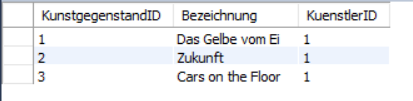 KunstgegenstandID Bezeichnung KuenstlerID
1 Das Gelbe vom Ei 1
2 Zukunft 1
3 Cars on the Floor 1